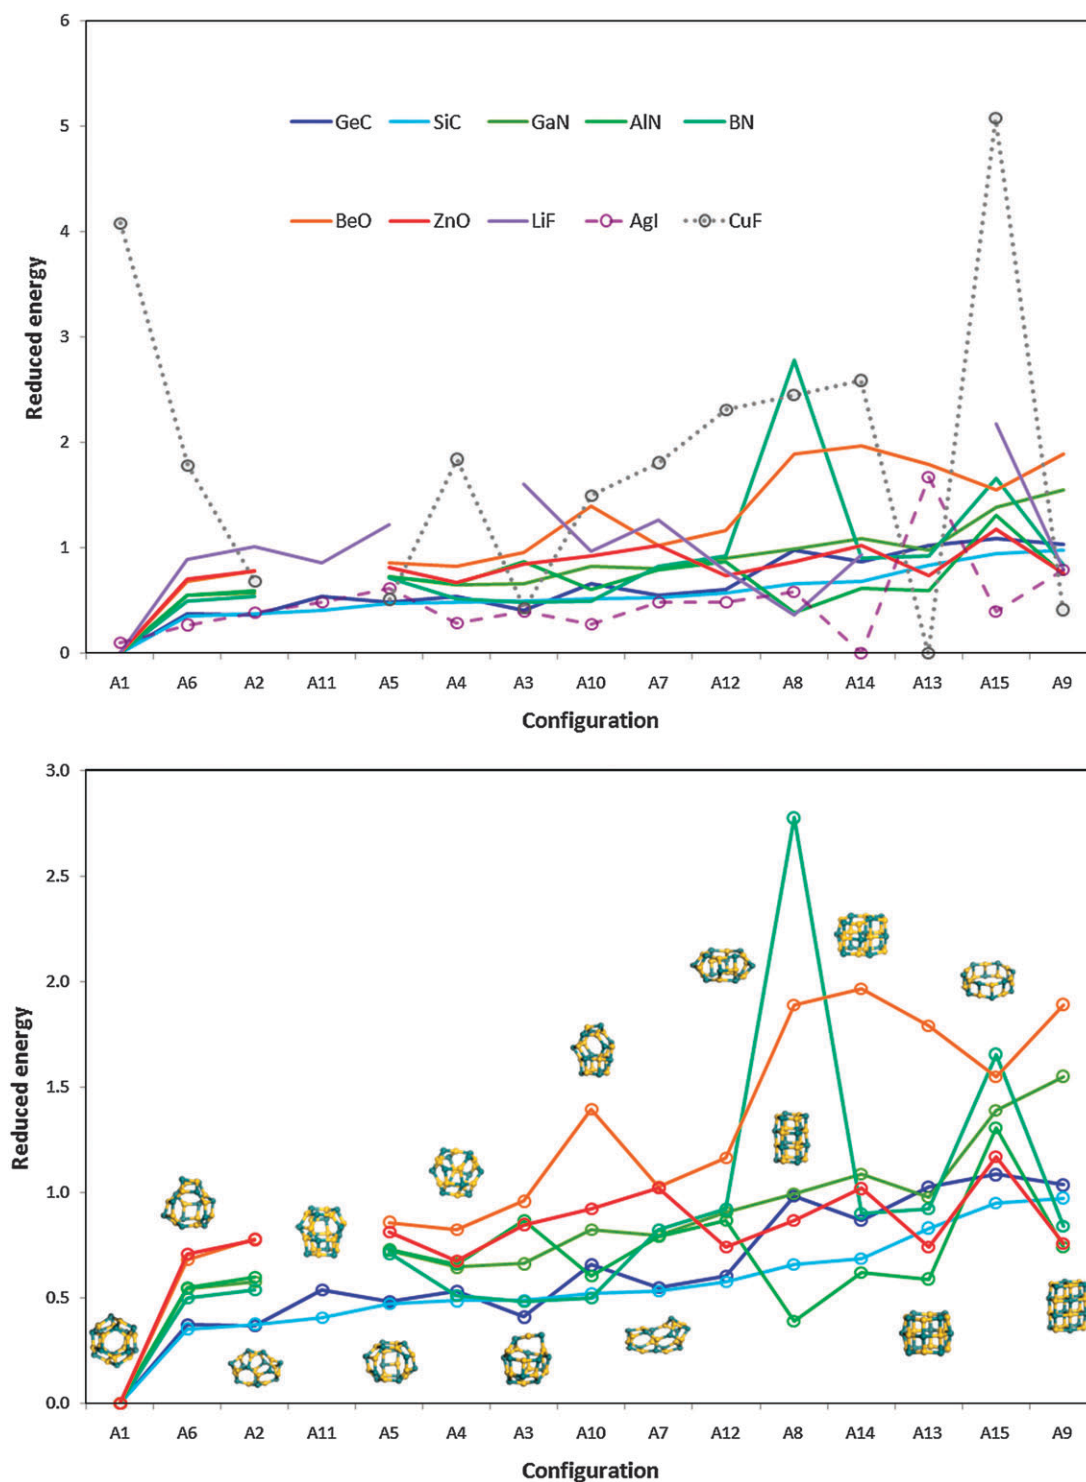 6
5
4
3
2
1
0
Reduced energy
GeC SiC GaN AlN BN
BeO ZnO LiF AgI CuF
A1 A6 A2 A11 A5 A4 A3 A10 A7 A12 A8 A14 A13 A15 A9
Configuration
3.0
2.5
2.0
1.5
1.0
0.5
0.0
Reduced energy
A1 A6 A2 A11 A5 A4 A3 A10 A7 A12 A8 A14 A13 A15 A9
Configuration